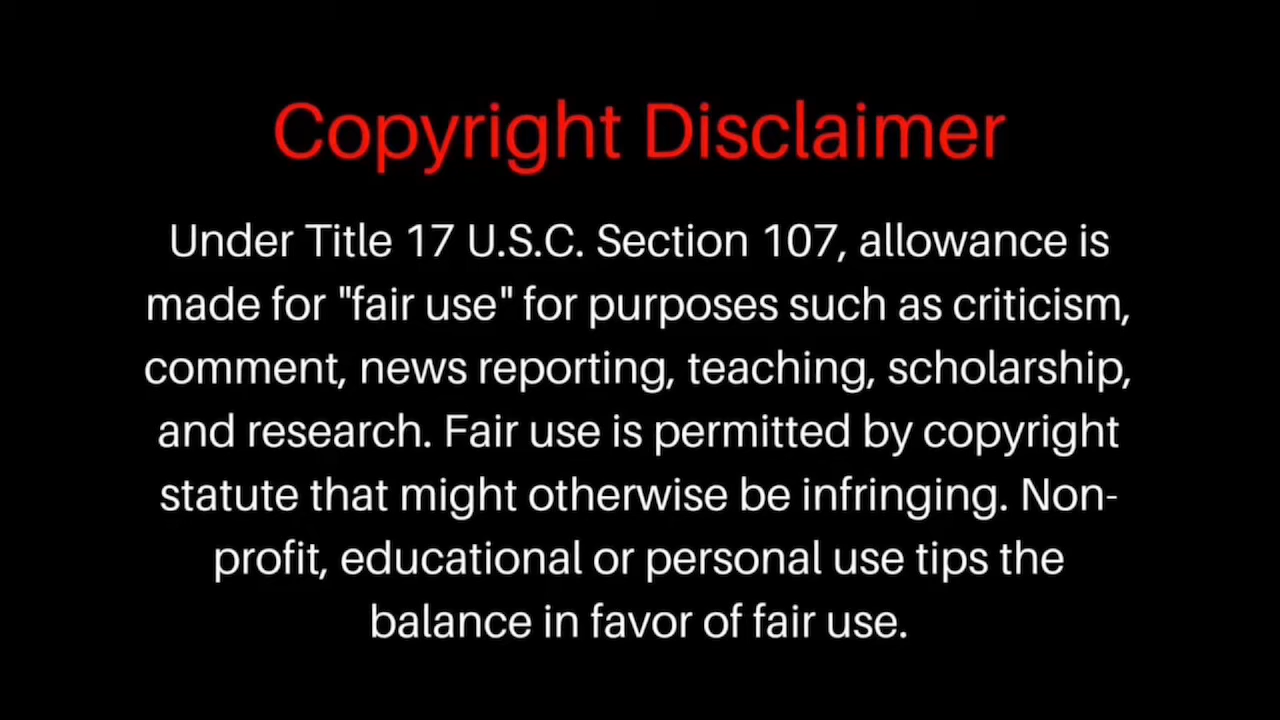 Copyright Disclaimer
Under Title 17 U.S.C. Section 107, allowance is
made for "fair use" for purposes such as criticism,
comment, news reporting, teaching, scholarship,
and research. Fair use is permitted by copyright
statute that might otherwise be infringing. Non-
profit, educational or personal use tips the
balance in favor of fair use.